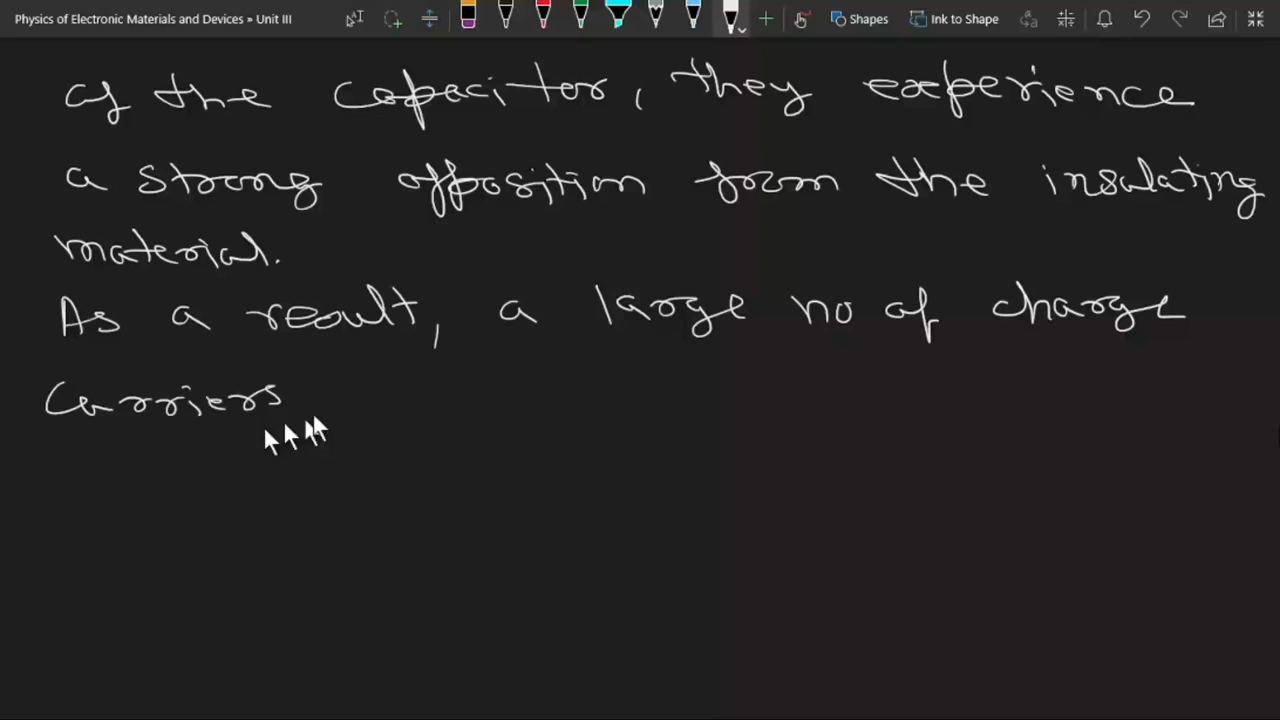 Physics of Electronic Materials and Devices » Unit III
Shapes
Ink to Shape
of the capacitor, they experience
a strong opposition from the insulating
material.
As a result, a large no of charge
Carriers